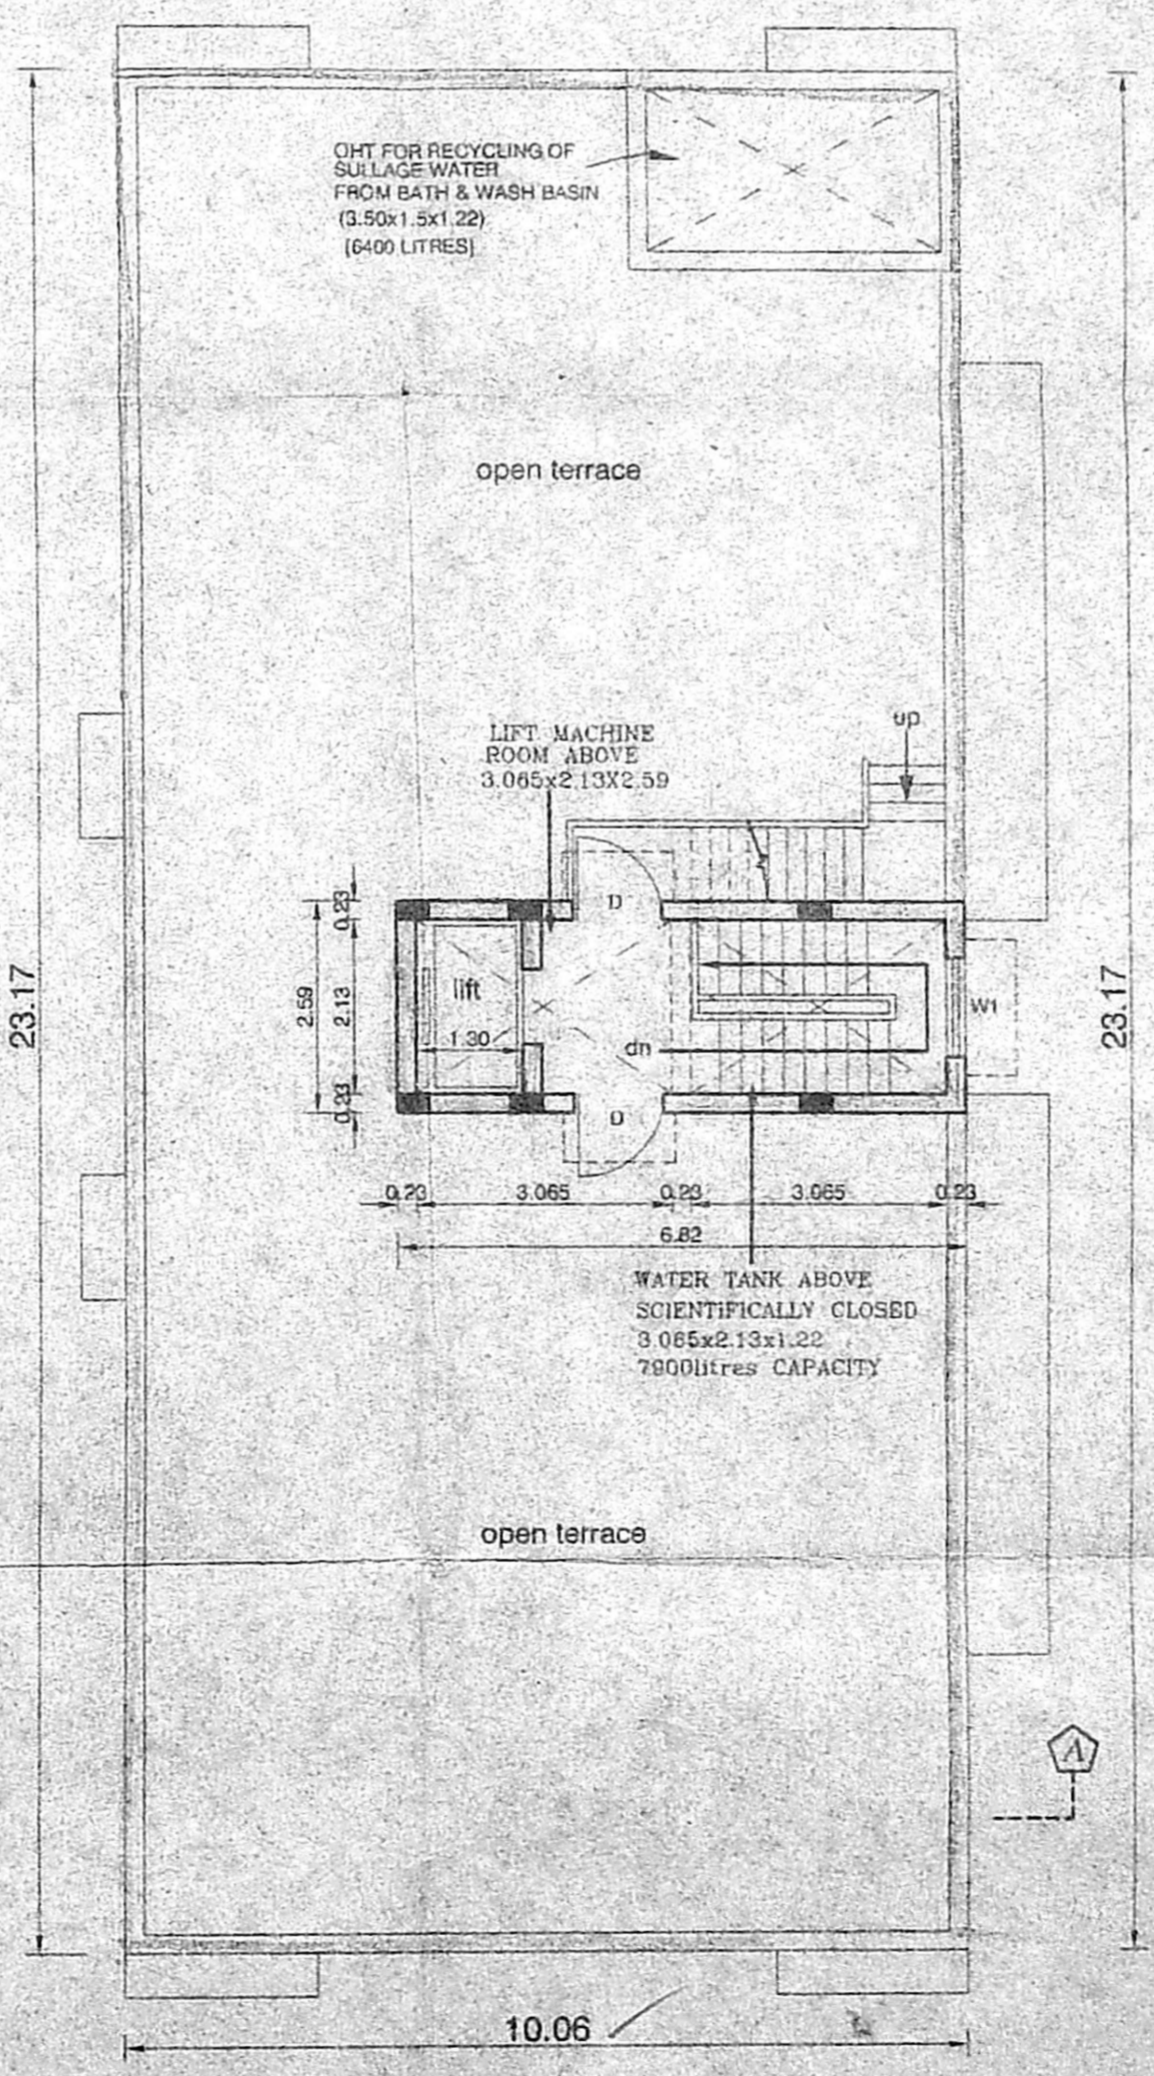 OHT FOR RECYCLING OF
SULLAGE WATER
FROM BATH & WASH BASIN
(3.50x1.5x1.22)
[6400 LITRES]
open terrace
up
LIFT MACHINE
ROOM ABOVE
3.065x2.13X2.59
0.23
D
23.17
2.59
2.13
lift
W1
23.17
1.30
dn
0.23
D
0.23
3.065
0.23
3.065
0.23
6.82
WATER TANK ABOVE
SCIENTIFICALLY CLOSED
3.065x2.13x1.22
7900litres CAPACITY
open terrace
A
10.06